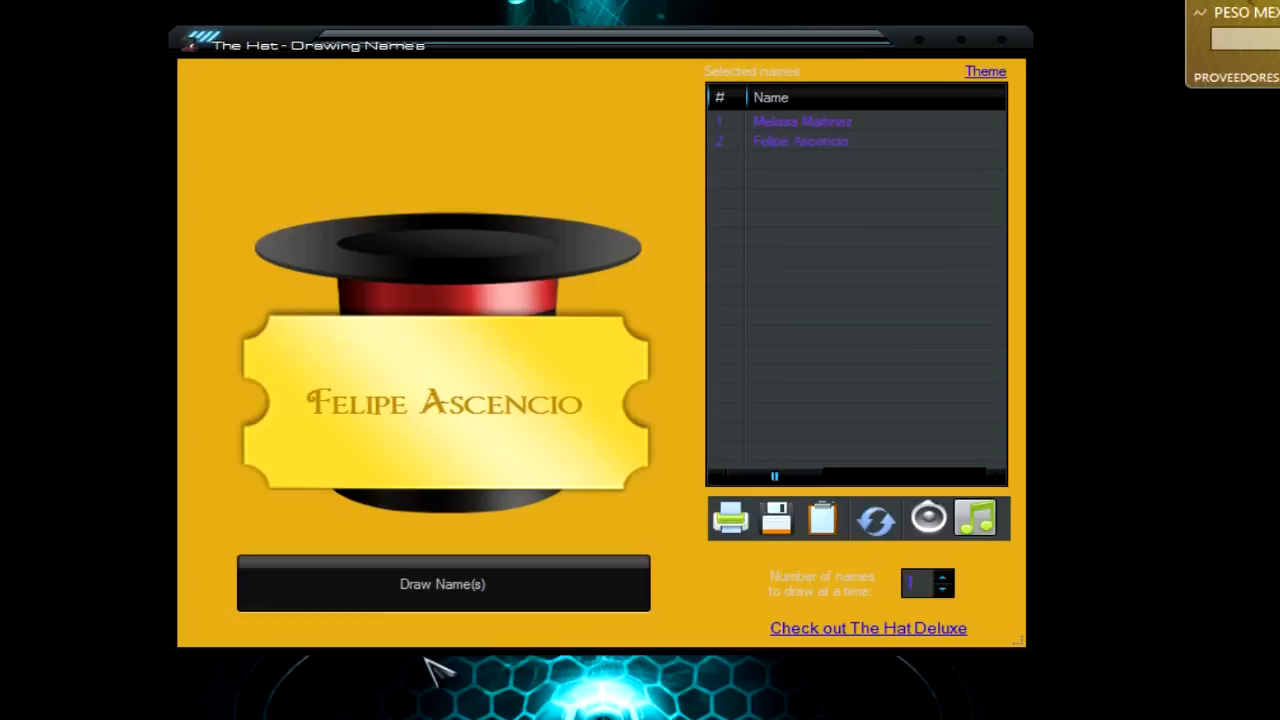 The Hat - Drawing Names
PESO MEX
PROVEEDORES
Selected names
Theme
# Name
1 Melissa Martinez
2 Felipe Ascencio
Felipe Ascencio
Draw Name(s)
Number of names
to draw at a time:
1
Check out The Hat Deluxe